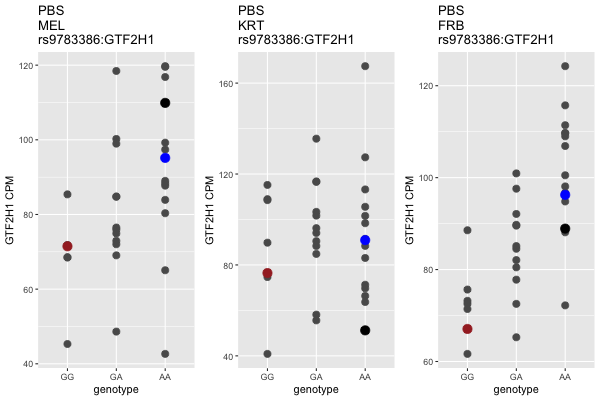 PBS
MEL
rs9783386:GTF2H1
GTF2H1 CPM
120
100
80
60
40
GG
GA
AA
genotype
PBS
KRT
rs9783386:GTF2H1
GTF2H1 CPM
160
120
80
40
GG
GA
AA
genotype
PBS
FRB
rs9783386:GTF2H1
GTF2H1 CPM
120
100
80
60
GG
GA
AA
genotype